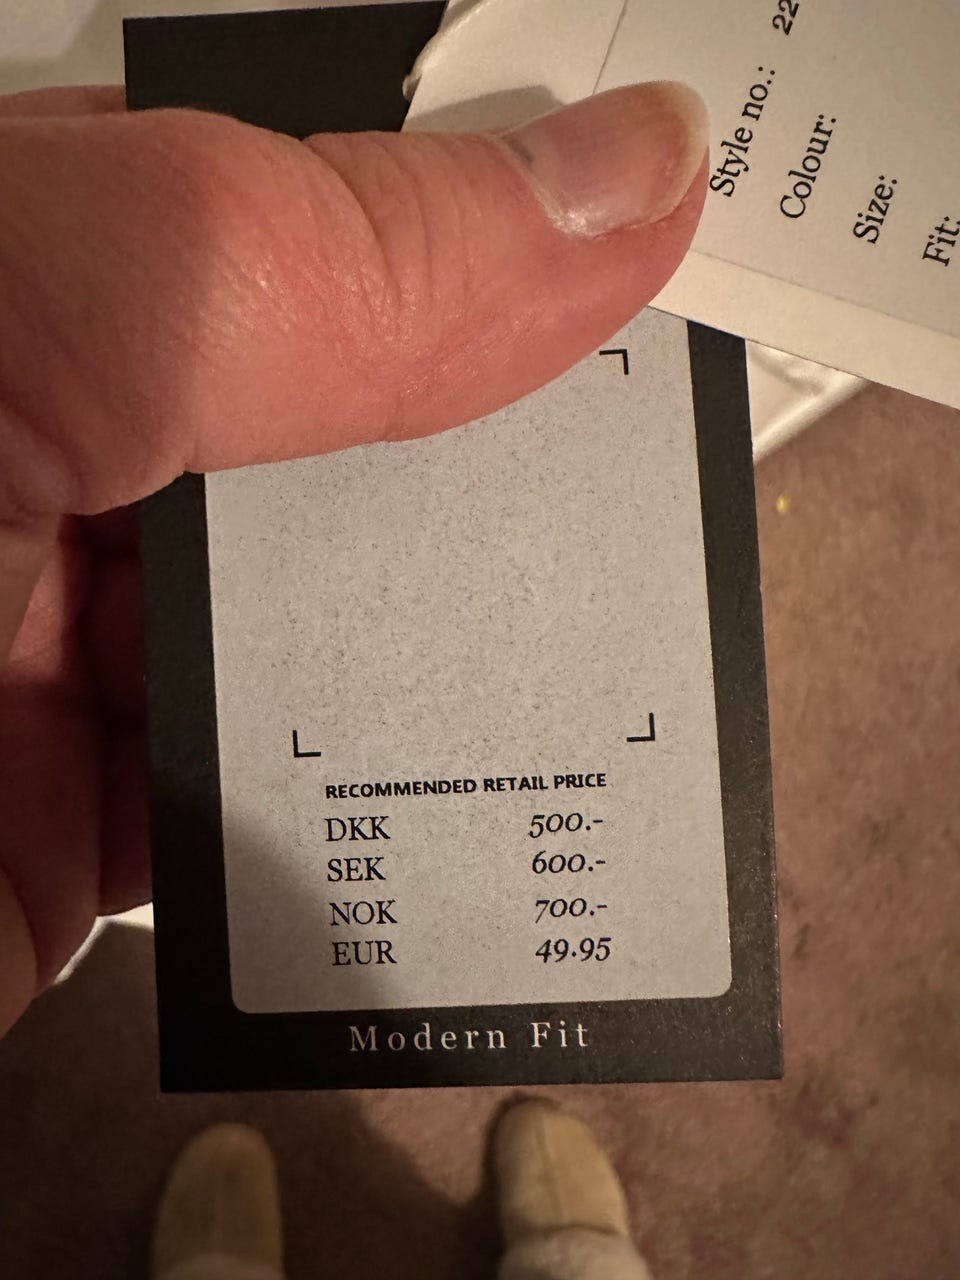 Style no.: 22
Colour:
Size:
Fit:
RECOMMENDED RETAIL PRICE
DKK 500.-
SEK 600.-
NOK 700.-
EUR 49.95
Modern Fit